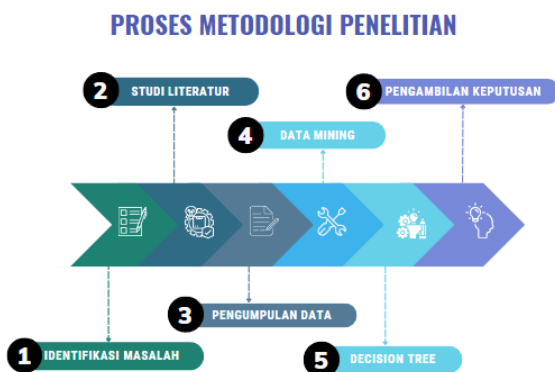 PROSES METODOLOGI PENELITIAN
2 STUDI LITERATUR
6 PENGAMBILAN KEPUTUSAN
4 DATA MINING
3 PENGUMPULAN DATA
1 IDENTIFIKASI MASALAH
5 DECISION TREE